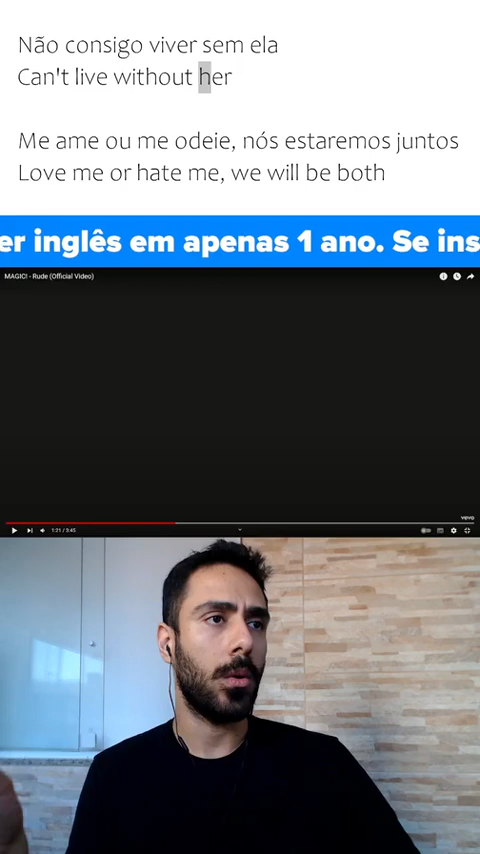 Não consigo viver sem ela
Can't live without her
Me ame ou me odeie, nós estaremos juntos
Love me or hate me, we will be both
er inglês em apenas 1 ano. Se ins
MAGIC! - Rude (Official Video)
vevo
1:21 / 3:45